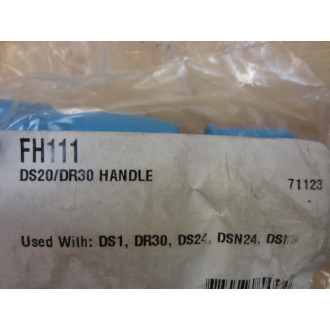 FH111
DS20/DR30 HANDLE
71123
Used With: DS1, DR30, DS24, DSN24,